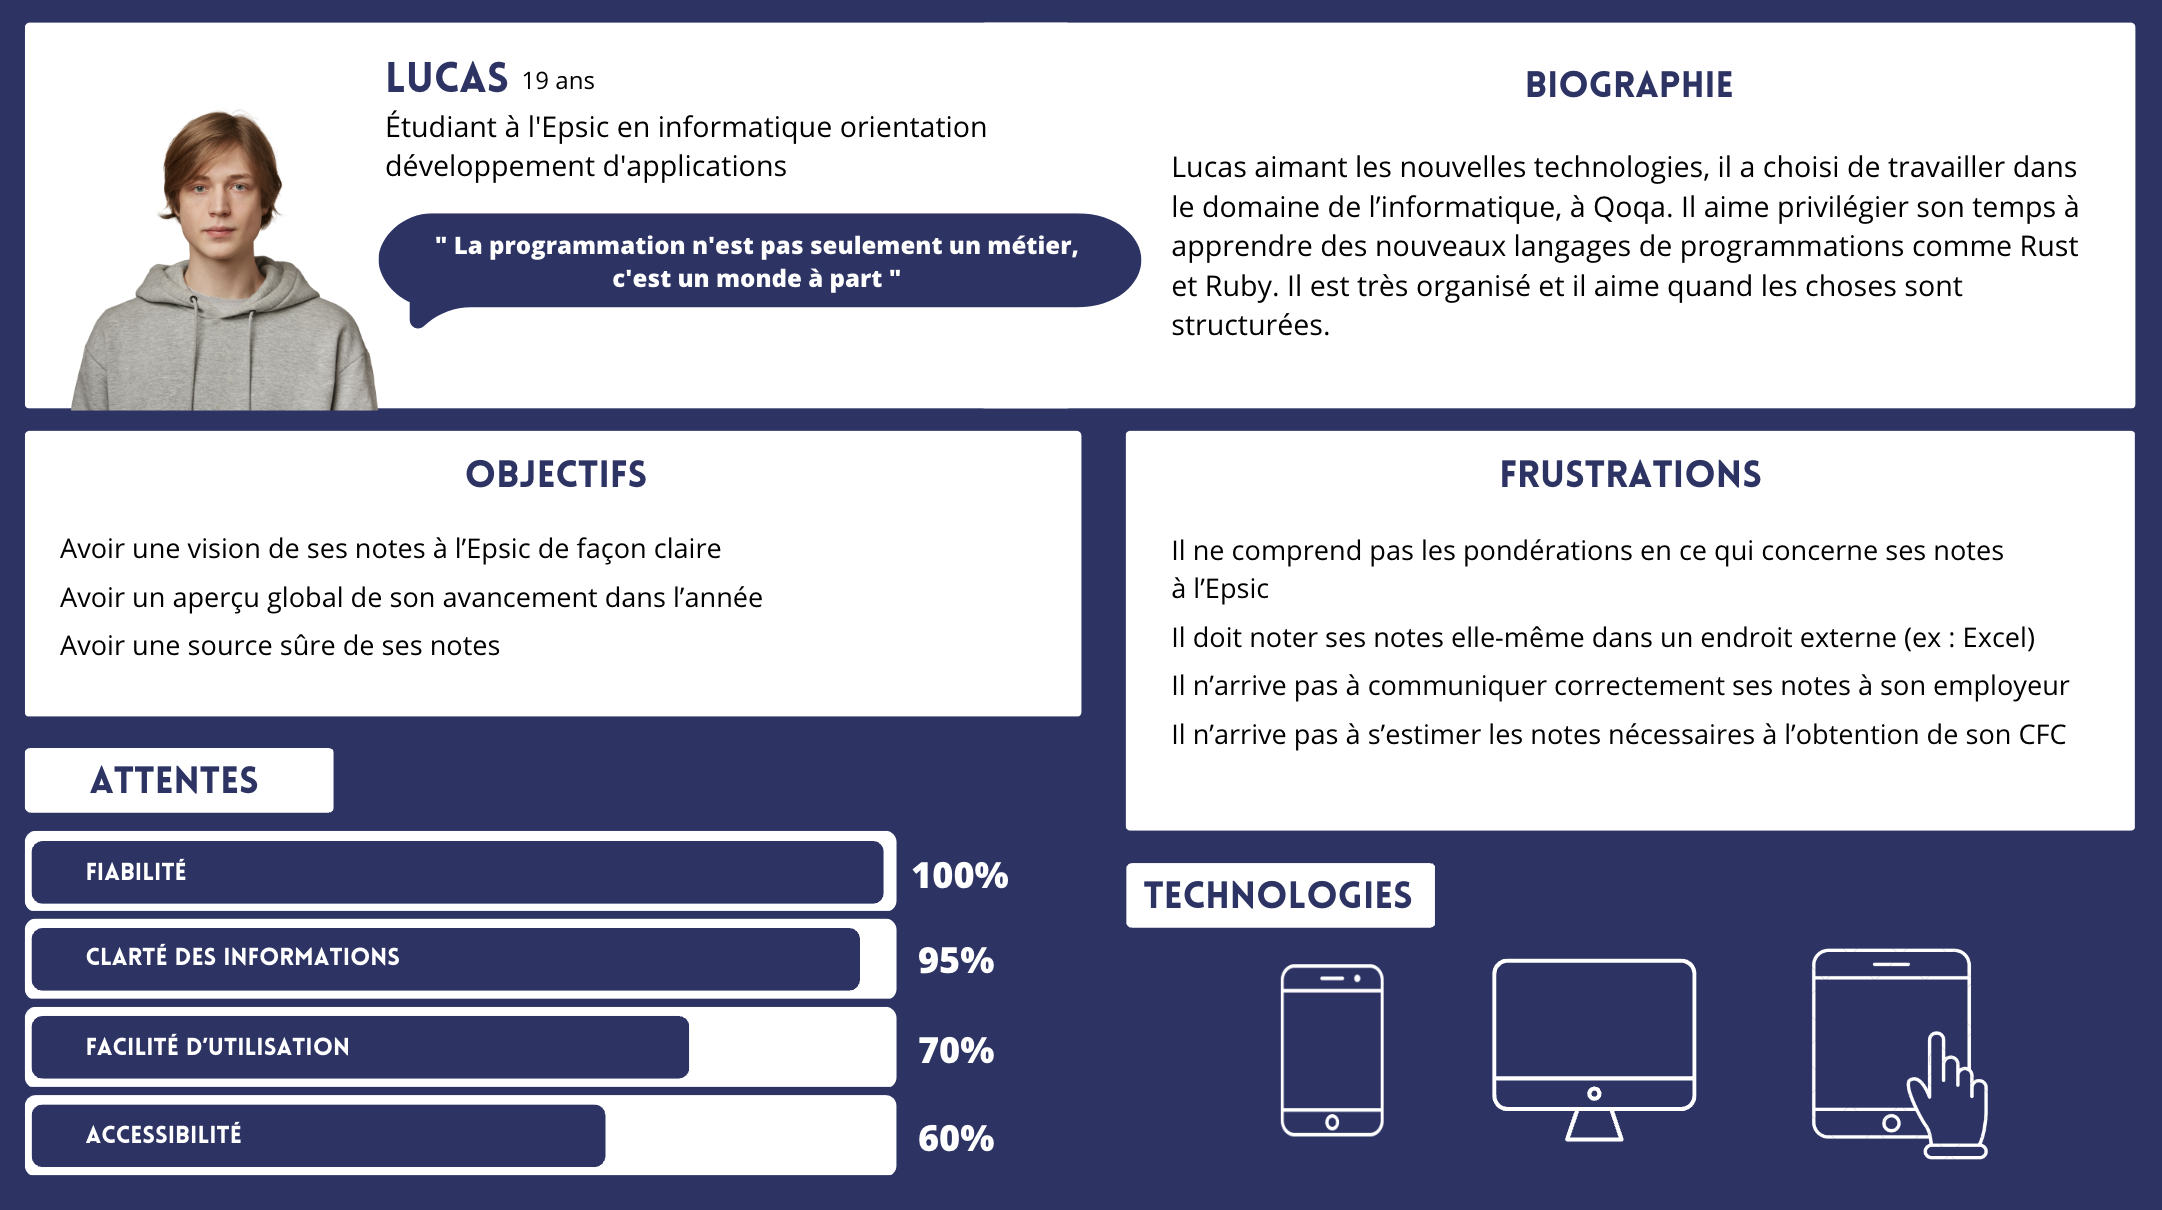 LUCAS 19 ans
Étudiant à l'Epsic en informatique orientation
développement d'applications
" La programmation n'est pas seulement un métier,
c'est un monde à part "
BIOGRAPHIE
Lucas aimant les nouvelles technologies, il a choisi de travailler dans
le domaine de l’informatique, à Qoqa. Il aime privilégier son temps à
apprendre des nouveaux langages de programmations comme Rust
et Ruby. Il est très organisé et il aime quand les choses sont
structurées.
OBJECTIFS
Avoir une vision de ses notes à l’Epsic de façon claire
Avoir un aperçu global de son avancement dans l’année
Avoir une source sûre de ses notes
FRUSTRATIONS
Il ne comprend pas les pondérations en ce qui concerne ses notes
à l’Epsic
Il doit noter ses notes elle-même dans un endroit externe (ex : Excel)
Il n’arrive pas à communiquer correctement ses notes à son employeur
Il n’arrive pas à s’estimer les notes nécessaires à l’obtention de son CFC
ATTENTES
FIABILITÉ 100%
CLARTÉ DES INFORMATIONS 95%
FACILITÉ D’UTILISATION 70%
ACCESSIBILITÉ 60%
TECHNOLOGIES